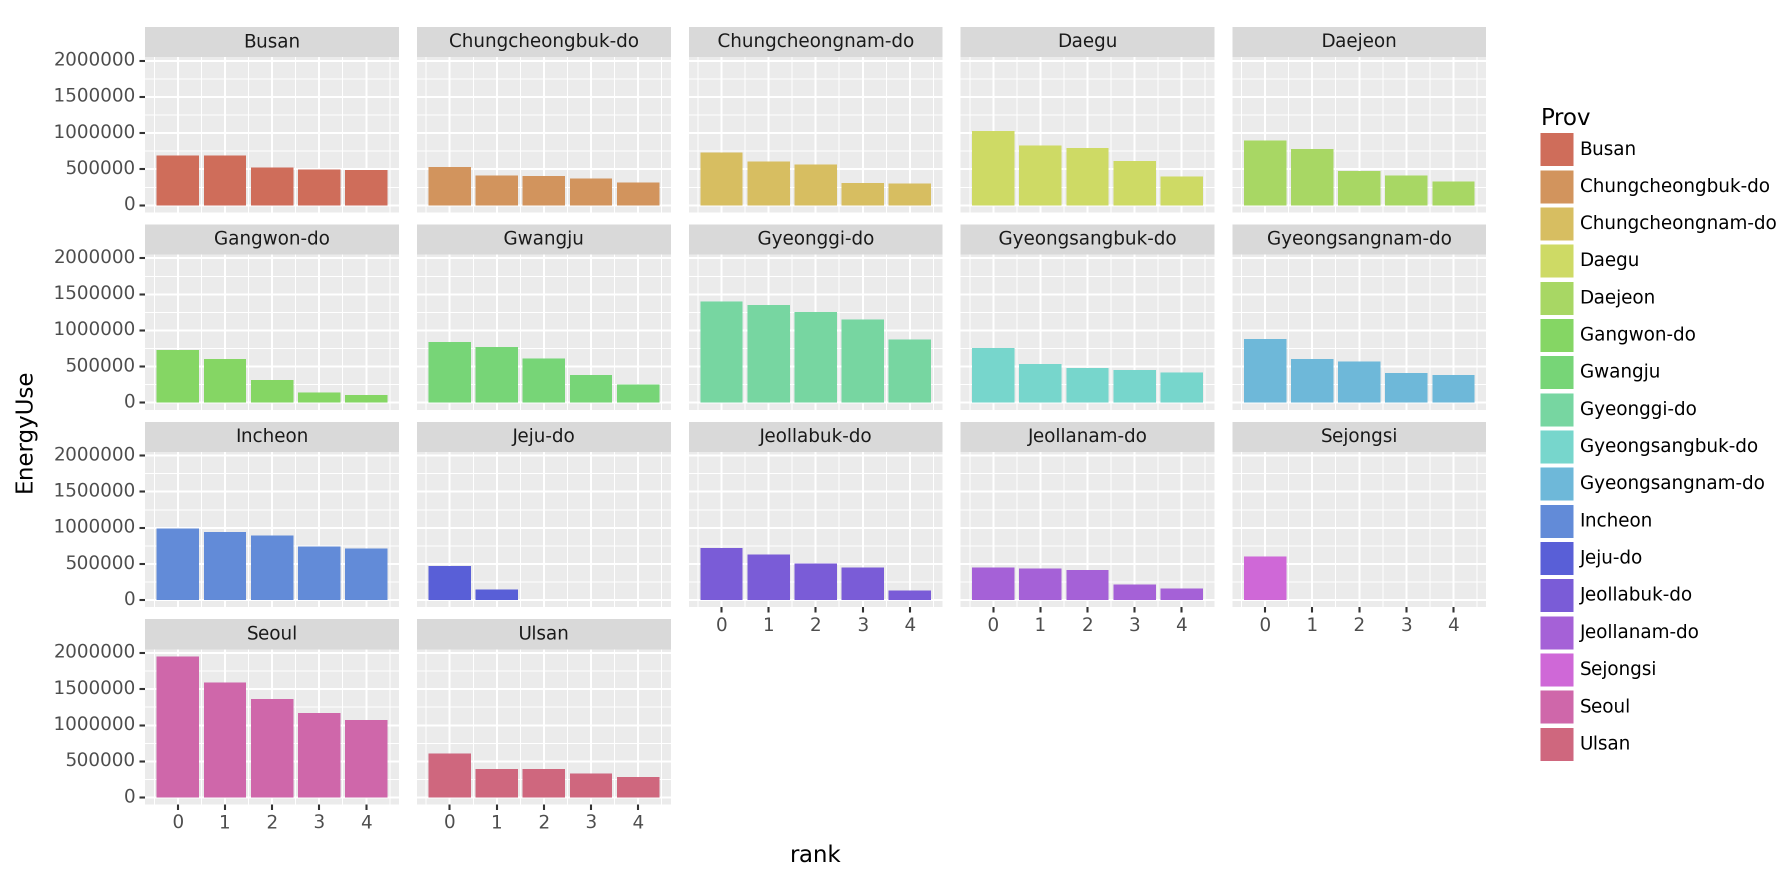 Busan Chungcheongbuk-do Chungcheongnam-do Daegu Daejeon
2000000
1500000
1000000
500000
0
Gangwon-do Gwangju Gyeonggi-do Gyeongsangbuk-do Gyeongsangnam-do
2000000
1500000
1000000
500000
0
Incheon Jeju-do Jeollabuk-do Jeollanam-do Sejongsi
2000000
1500000
1000000
500000
0
0 1 2 3 4 0 1 2 3 4 0 1 2 3 4
Seoul Ulsan
2000000
1500000
1000000
500000
0
0 1 2 3 4 0 1 2 3 4
rank
EnergyUse
Prov
Busan
Chungcheongbuk-do
Chungcheongnam-do
Daegu
Daejeon
Gangwon-do
Gwangju
Gyeonggi-do
Gyeongsangbuk-do
Gyeongsangnam-do
Incheon
Jeju-do
Jeollabuk-do
Jeollanam-do
Sejongsi
Seoul
Ulsan